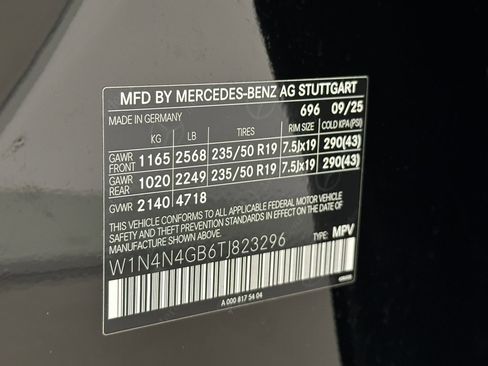 MFD BY MERCEDES-BENZ AG STUTTGART
MADE IN GERMANY 696 09/25
KG LB TIRES RIM SIZE COLD KPA(PSI)
GAWR FRONT 1165 2568 235/50 R19 7.5Jx19 290(43)
GAWR REAR 1020 2249 235/50 R19 7.5Jx19 290(43)
GVWR 2140 4718
THIS VEHICLE CONFORMS TO ALL APPLICABLE FEDERAL MOTOR VEHICLE
SAFETY AND THEFT PREVENTION STANDARDS IN EFFECT ON THE DATE OF
MANUFACTURE SHOWN ABOVE.
W1N4N4GB6TJ823296 TYPE: MPV
A 000 817 54 04